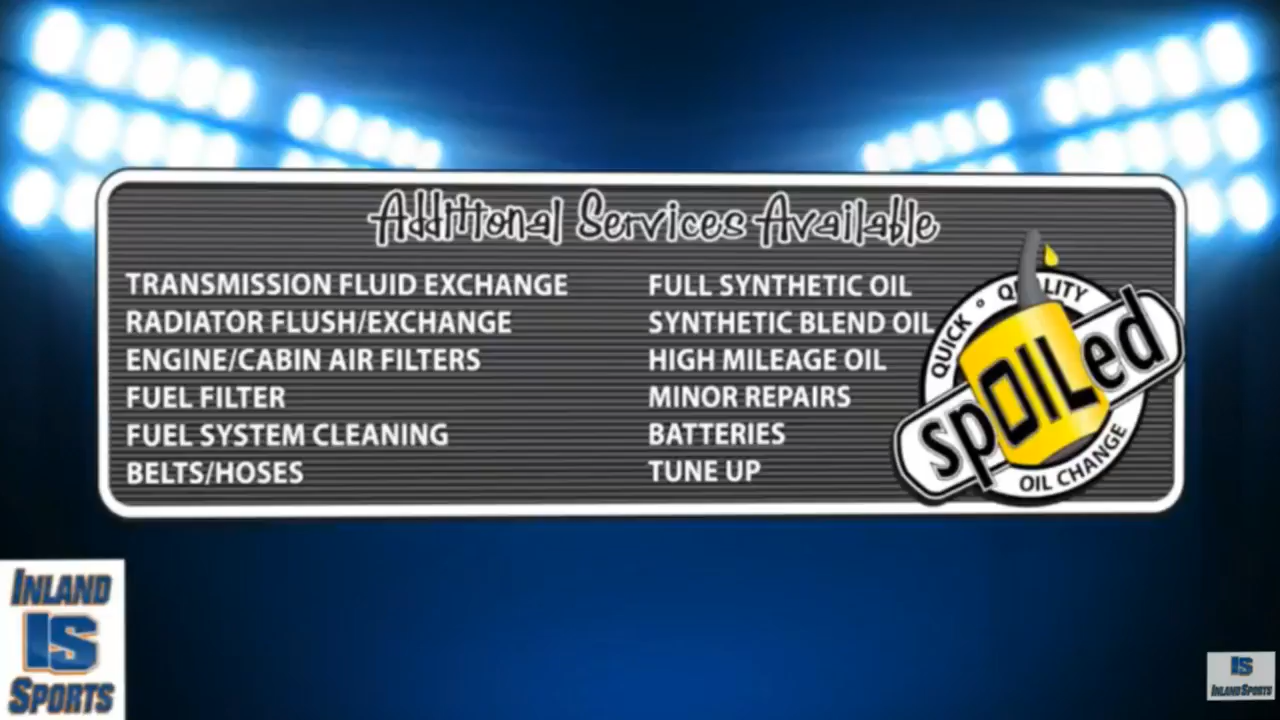 Additional Services Available
TRANSMISSION FLUID EXCHANGE
RADIATOR FLUSH/EXCHANGE
ENGINE/CABIN AIR FILTERS
FUEL FILTER
FUEL SYSTEM CLEANING
BELTS/HOSES
FULL SYNTHETIC OIL
SYNTHETIC BLEND OIL
HIGH MILEAGE OIL
MINOR REPAIRS
BATTERIES
TUNE UP
QUICK • QUALITY
spOILed
OIL CHANGE
INLAND
IS
SPORTS
IS
INLAND SPORTS